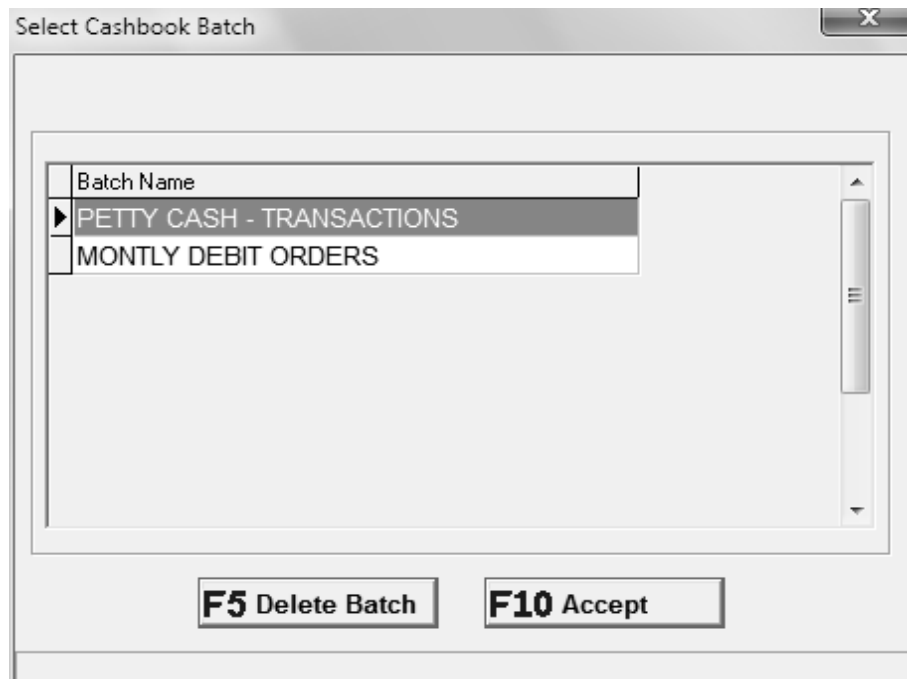 Select Cashbook Batch
Batch Name
PETTY CASH - TRANSACTIONS
MONTLY DEBIT ORDERS
F5 Delete Batch
F10 Accept